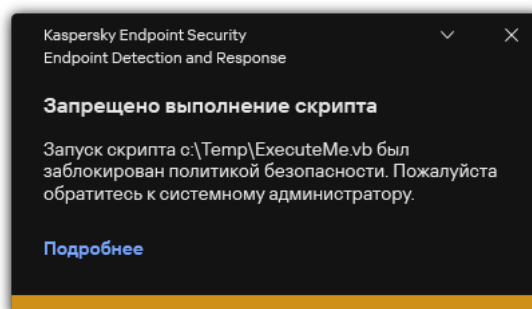 Kaspersky Endpoint Security
Endpoint Detection and Response
Запрещено выполнение скрипта
Запуск скрипта c:\Temp\ExecuteMe.vb был
заблокирован политикой безопасности. Пожалуйста
обратитесь к системному администратору.
Подробнее